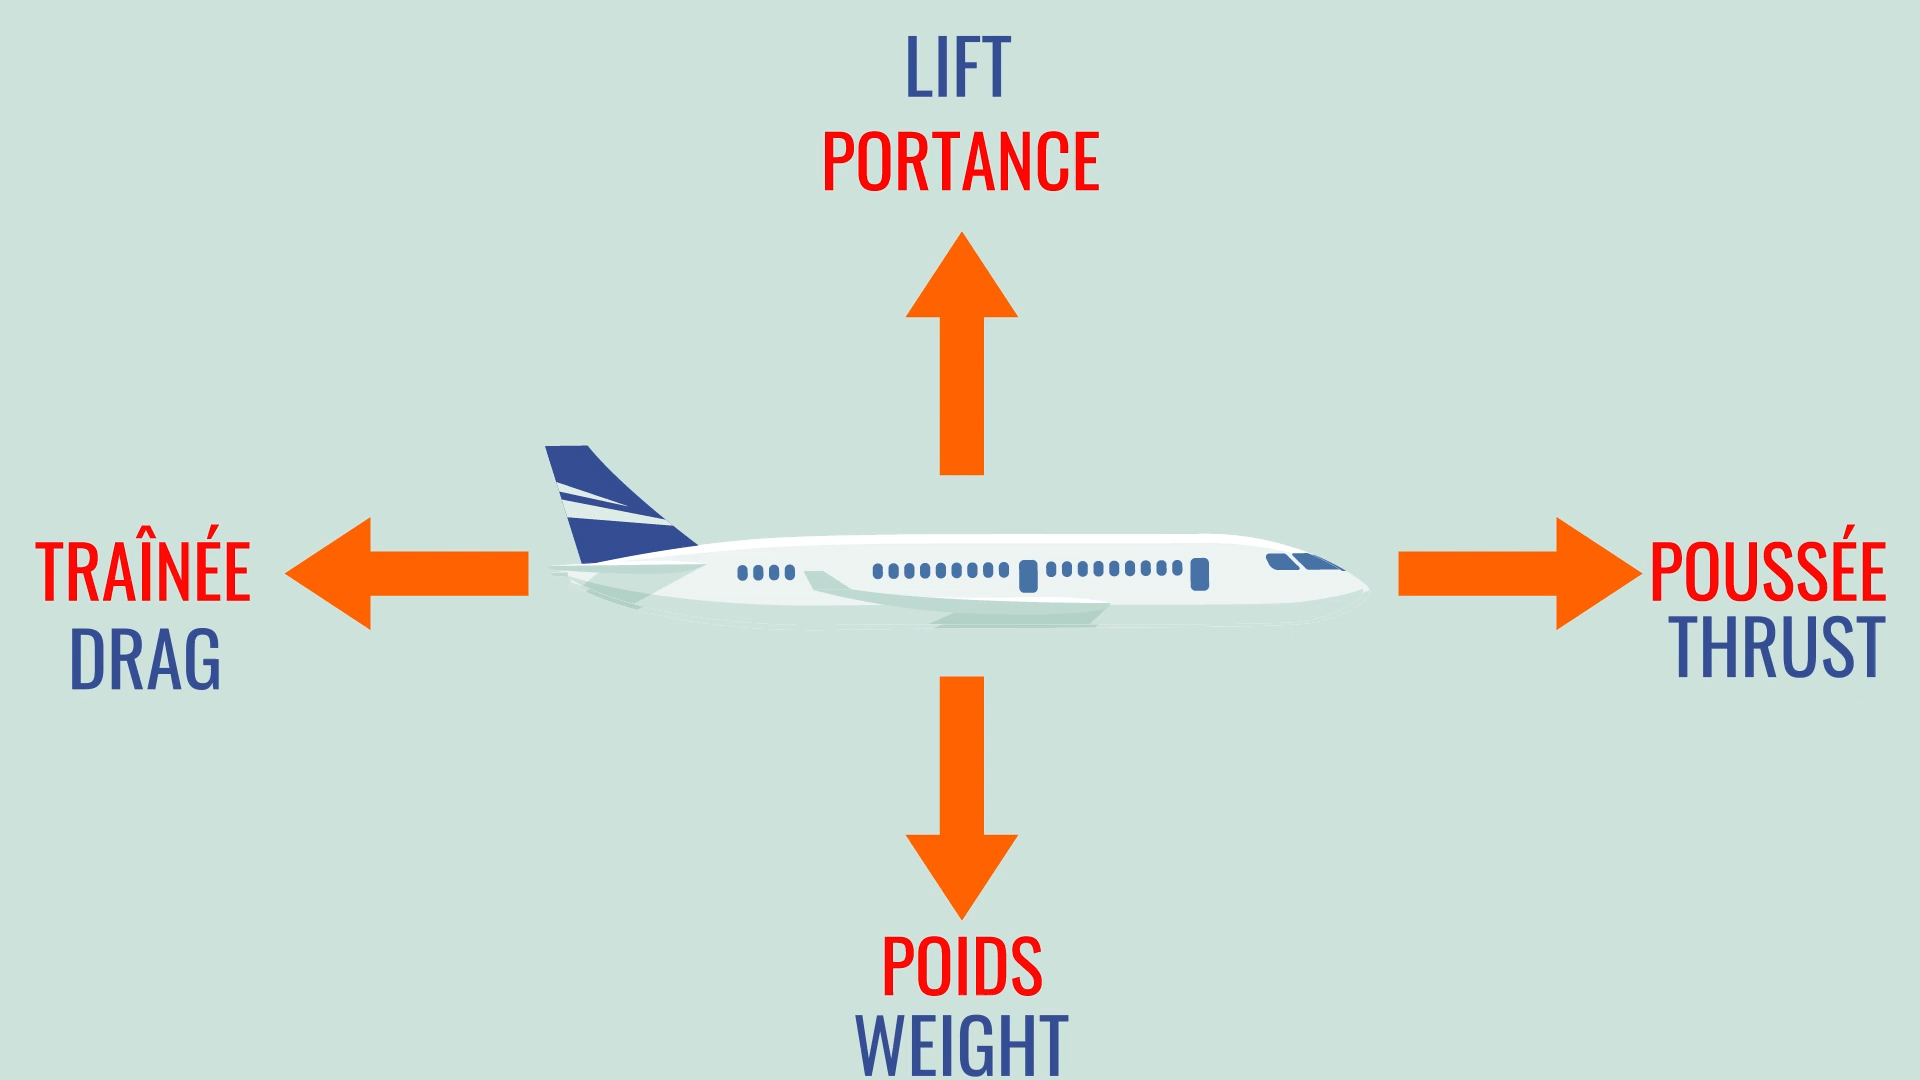 LIFT
PORTANCE
TRAÎNÉE
DRAG
POUSSÉE
THRUST
POIDS
WEIGHT